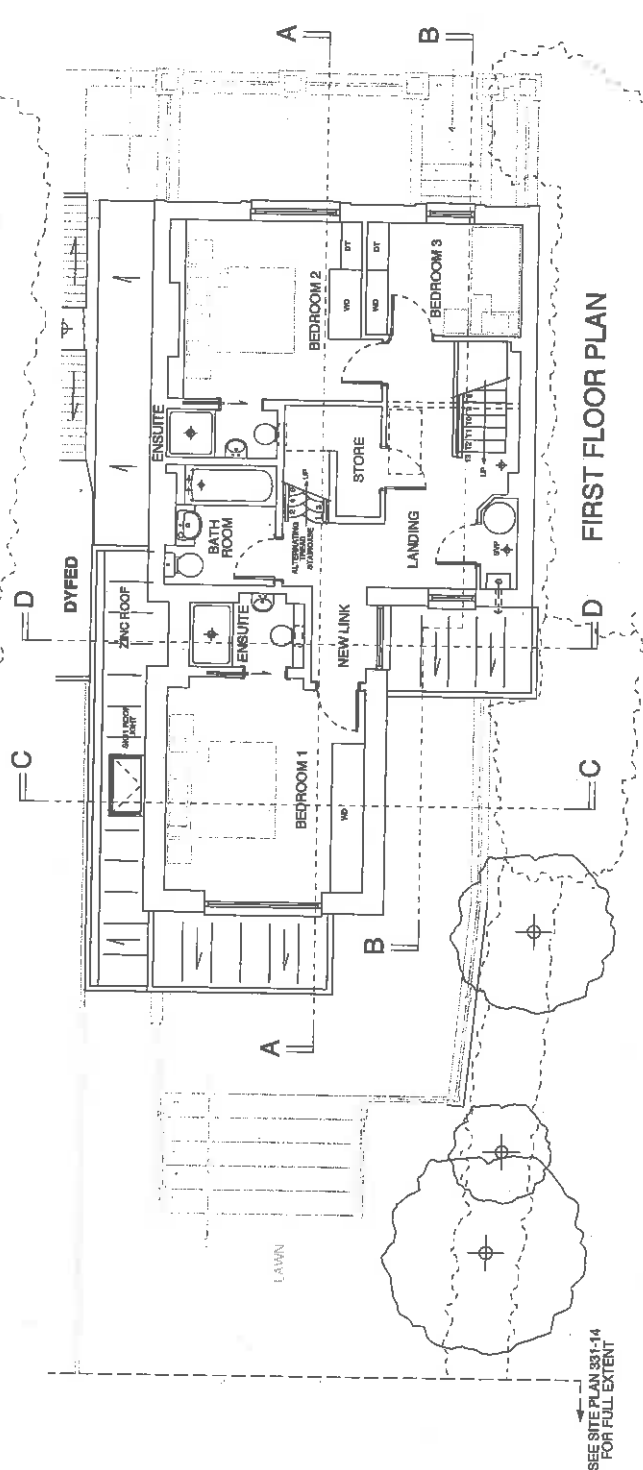 A
B
BEDROOM 2
WD
DT
WD
DT
BEDROOM 3
ENSUITE
STORE
BATH
ROOM
ALTERNATING
TREAD
STAIRCASE
UP
LANDING
UP
FIRST FLOOR PLAN
DYFED
D
ZINC ROOF
ENSUITE
NEW LINK
D
C
BEDROOM 1
WD
C
B
A
LAWN
SEE SITE PLAN 331-14
FOR FULL EXTENT